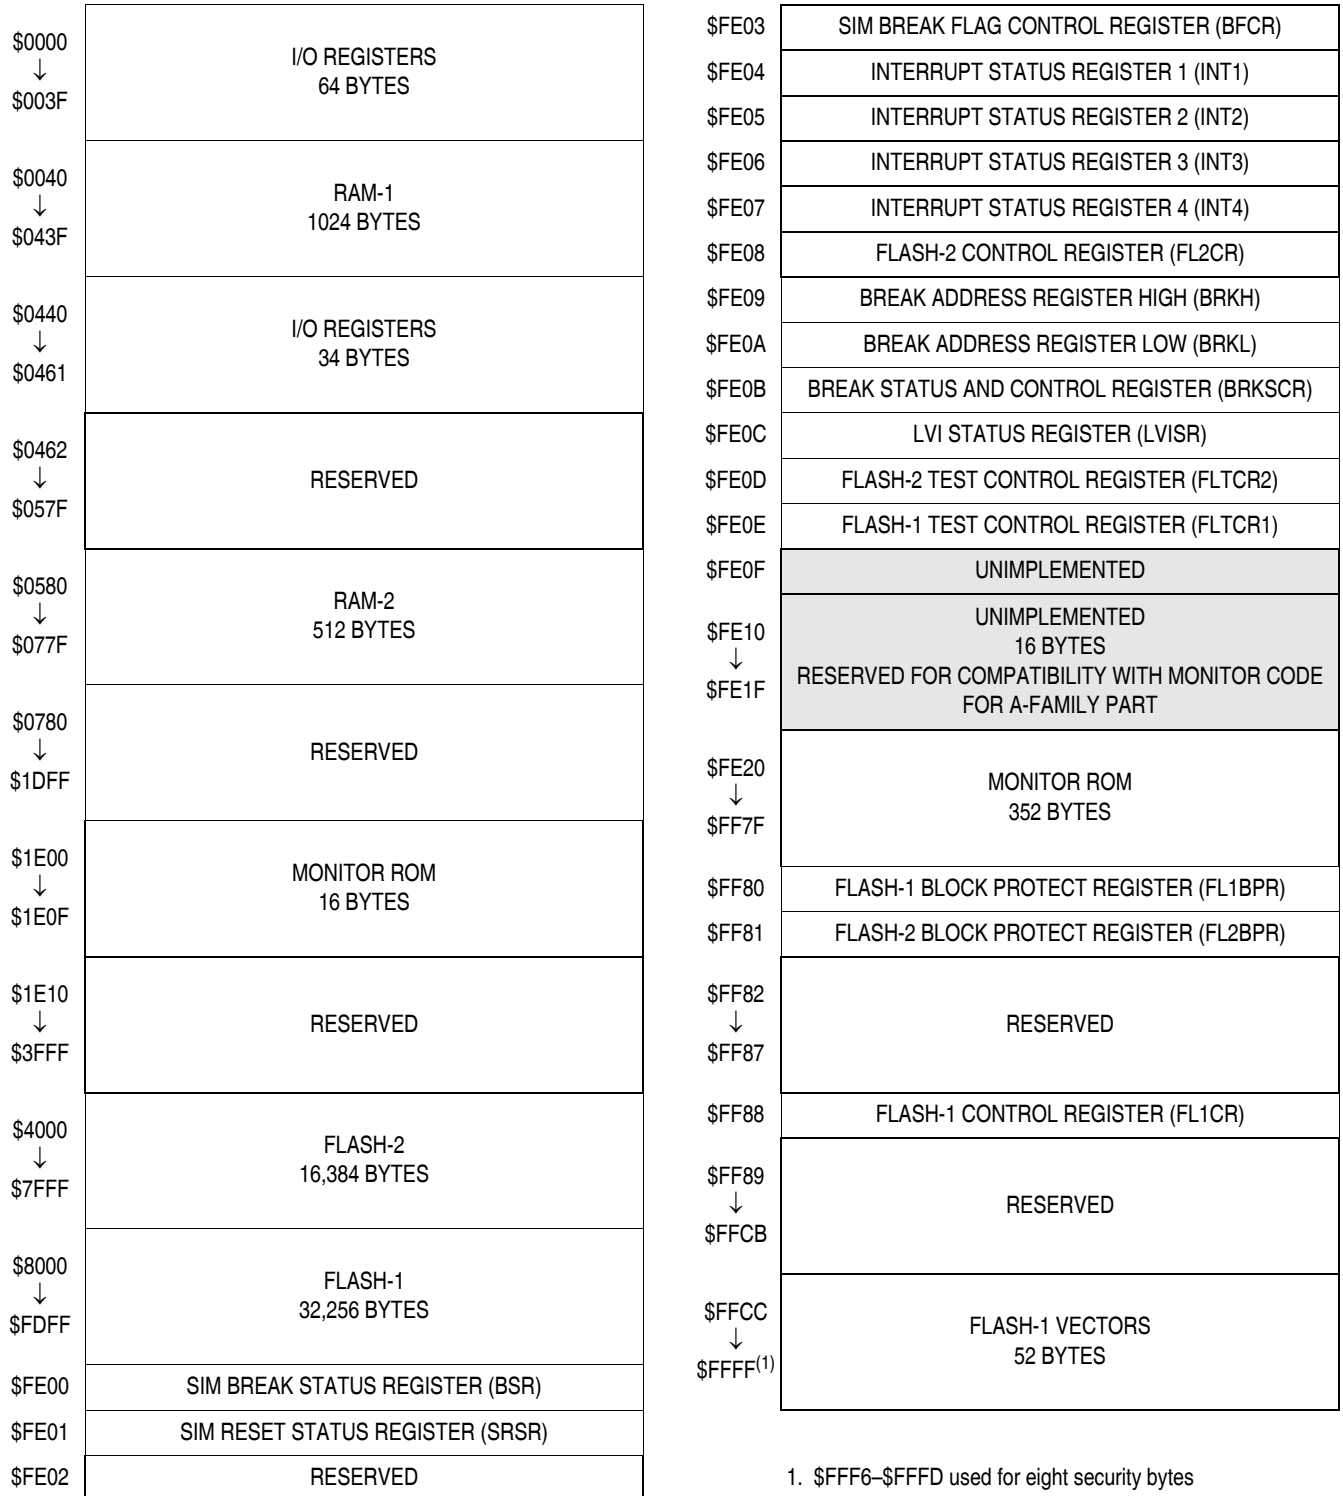 $0000
↓
$003F
I/O REGISTERS
64 BYTES
$0040
↓
$043F
RAM-1
1024 BYTES
$0440
↓
$0461
I/O REGISTERS
34 BYTES
$0462
↓
$057F
RESERVED
$0580
↓
$077F
RAM-2
512 BYTES
$0780
↓
$1DFF
RESERVED
$1E00
↓
$1E0F
MONITOR ROM
16 BYTES
$1E10
↓
$3FFF
RESERVED
$4000
↓
$7FFF
FLASH-2
16,384 BYTES
$8000
↓
$FDFF
FLASH-1
32,256 BYTES
$FE00 SIM BREAK STATUS REGISTER (BSR)
$FE01 SIM RESET STATUS REGISTER (SRSR)
$FE02 RESERVED
$FE03 SIM BREAK FLAG CONTROL REGISTER (BFCR)
$FE04 INTERRUPT STATUS REGISTER 1 (INT1)
$FE05 INTERRUPT STATUS REGISTER 2 (INT2)
$FE06 INTERRUPT STATUS REGISTER 3 (INT3)
$FE07 INTERRUPT STATUS REGISTER 4 (INT4)
$FE08 FLASH-2 CONTROL REGISTER (FL2CR)
$FE09 BREAK ADDRESS REGISTER HIGH (BRKH)
$FE0A BREAK ADDRESS REGISTER LOW (BRKL)
$FE0B BREAK STATUS AND CONTROL REGISTER (BRKSCR)
$FE0C LVI STATUS REGISTER (LVISR)
$FE0D FLASH-2 TEST CONTROL REGISTER (FLTCR2)
$FE0E FLASH-1 TEST CONTROL REGISTER (FLTCR1)
$FE0F UNIMPLEMENTED
$FE10
↓
$FE1F
UNIMPLEMENTED
16 BYTES
RESERVED FOR COMPATIBILITY WITH MONITOR CODE
FOR A-FAMILY PART
$FE20
↓
$FF7F
MONITOR ROM
352 BYTES
$FF80 FLASH-1 BLOCK PROTECT REGISTER (FL1BPR)
$FF81 FLASH-2 BLOCK PROTECT REGISTER (FL2BPR)
$FF82
↓
$FF87
RESERVED
$FF88 FLASH-1 CONTROL REGISTER (FL1CR)
$FF89
↓
$FFCB
RESERVED
$FFCC
↓
$FFFF(1)
FLASH-1 VECTORS
52 BYTES
1. $FFF6–$FFFD used for eight security bytes